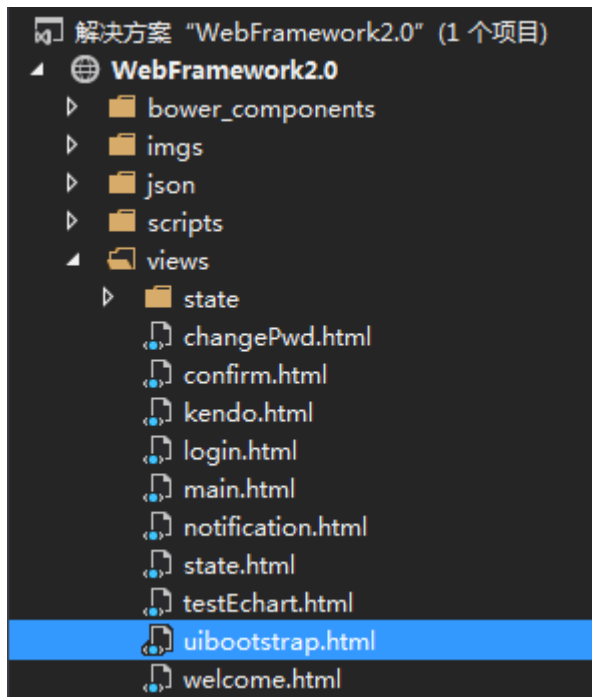 解决方案 “WebFramework2.0” (1 个项目)
WebFramework2.0
bower_components
imgs
json
scripts
views
state
changePwd.html
confirm.html
kendo.html
login.html
main.html
notification.html
state.html
testEchart.html
uibootstrap.html
welcome.html